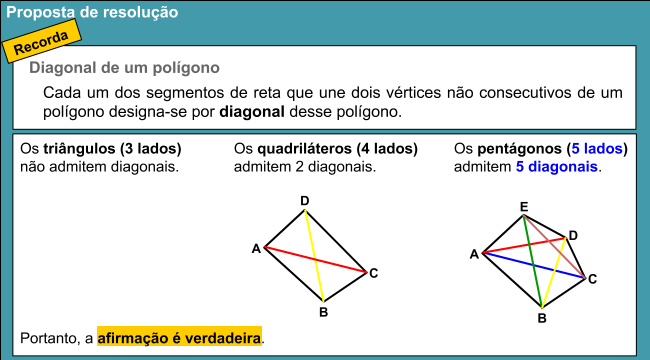 Proposta de resolução
Recorda
Diagonal de um polígono
Cada um dos segmentos de reta que une dois vértices não consecutivos de um
polígono designa-se por diagonal desse polígono.
Os triângulos (3 lados)
não admitem diagonais.
Os quadriláteros (4 lados)
admitem 2 diagonais.
Os pentágonos (5 lados)
admitem 5 diagonais.
D
A
C
B
E
D
A
C
B
Portanto, a afirmação é verdadeira.